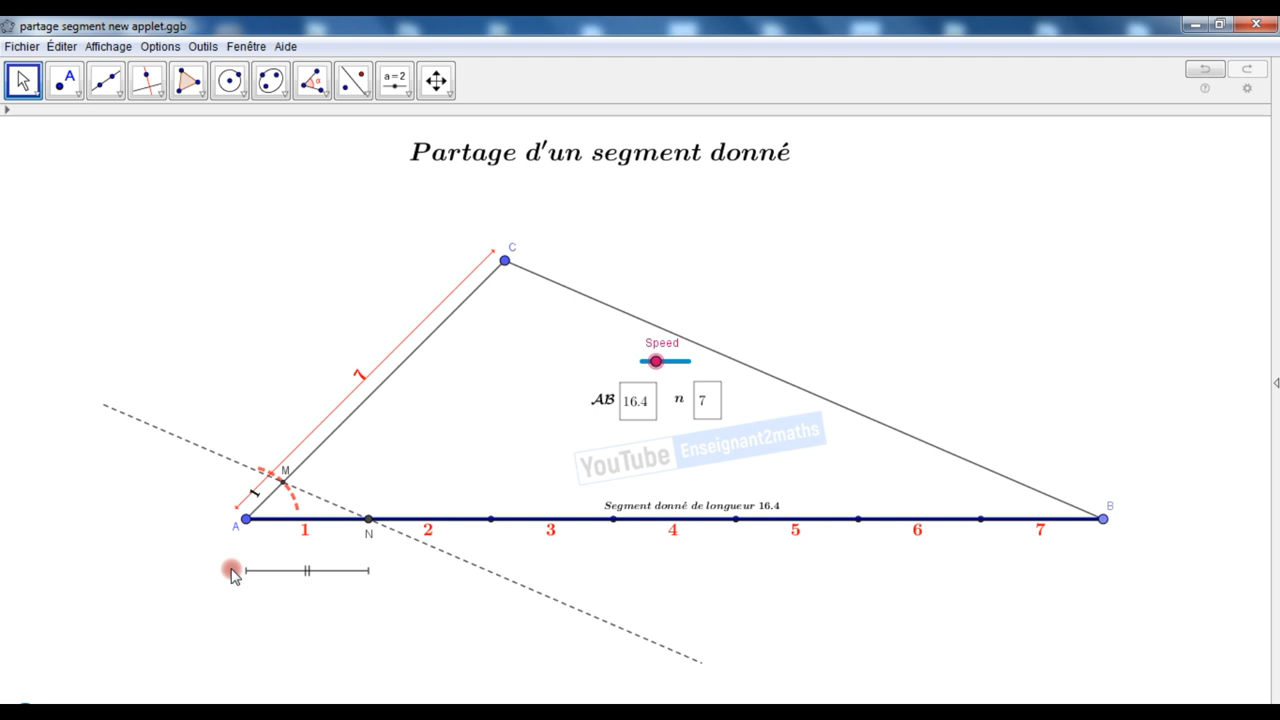 partage segment new applet.ggb
Fichier Éditer Affichage Options Outils Fenêtre Aide
A α a=2
Partage d'un segment donné
C
Speed
7
AB 16.4 n 7
YouTube Enseignant2maths
M
1
Segment donné de longueur 16.4
B
A
1 2 3 4 5 6 7
N